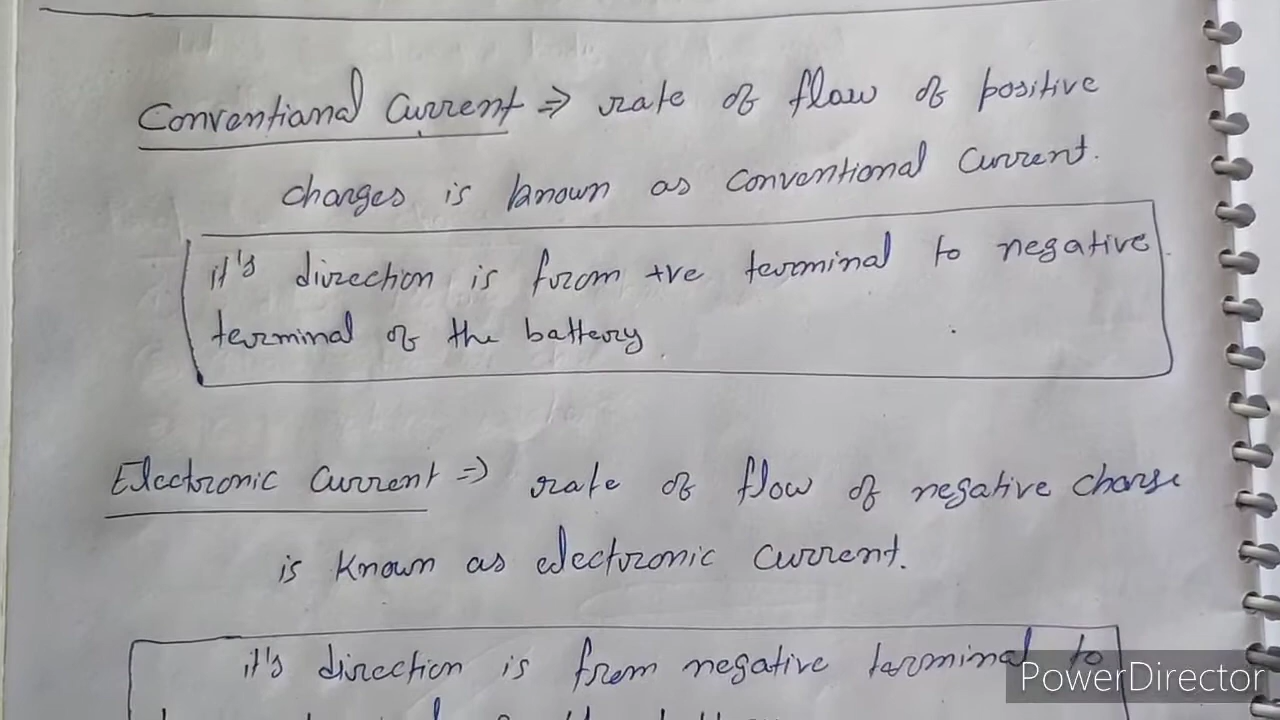 Conventianal Current ⇒ rate of flow of positive
charges is known as conventional current.
it's direction is from +ve terminal to negative
terminal of the battery
Electronic Current ⇒ rate of flow of negative charge
is known as electronic current.
it's direction is from negative terminal to
PowerDirector